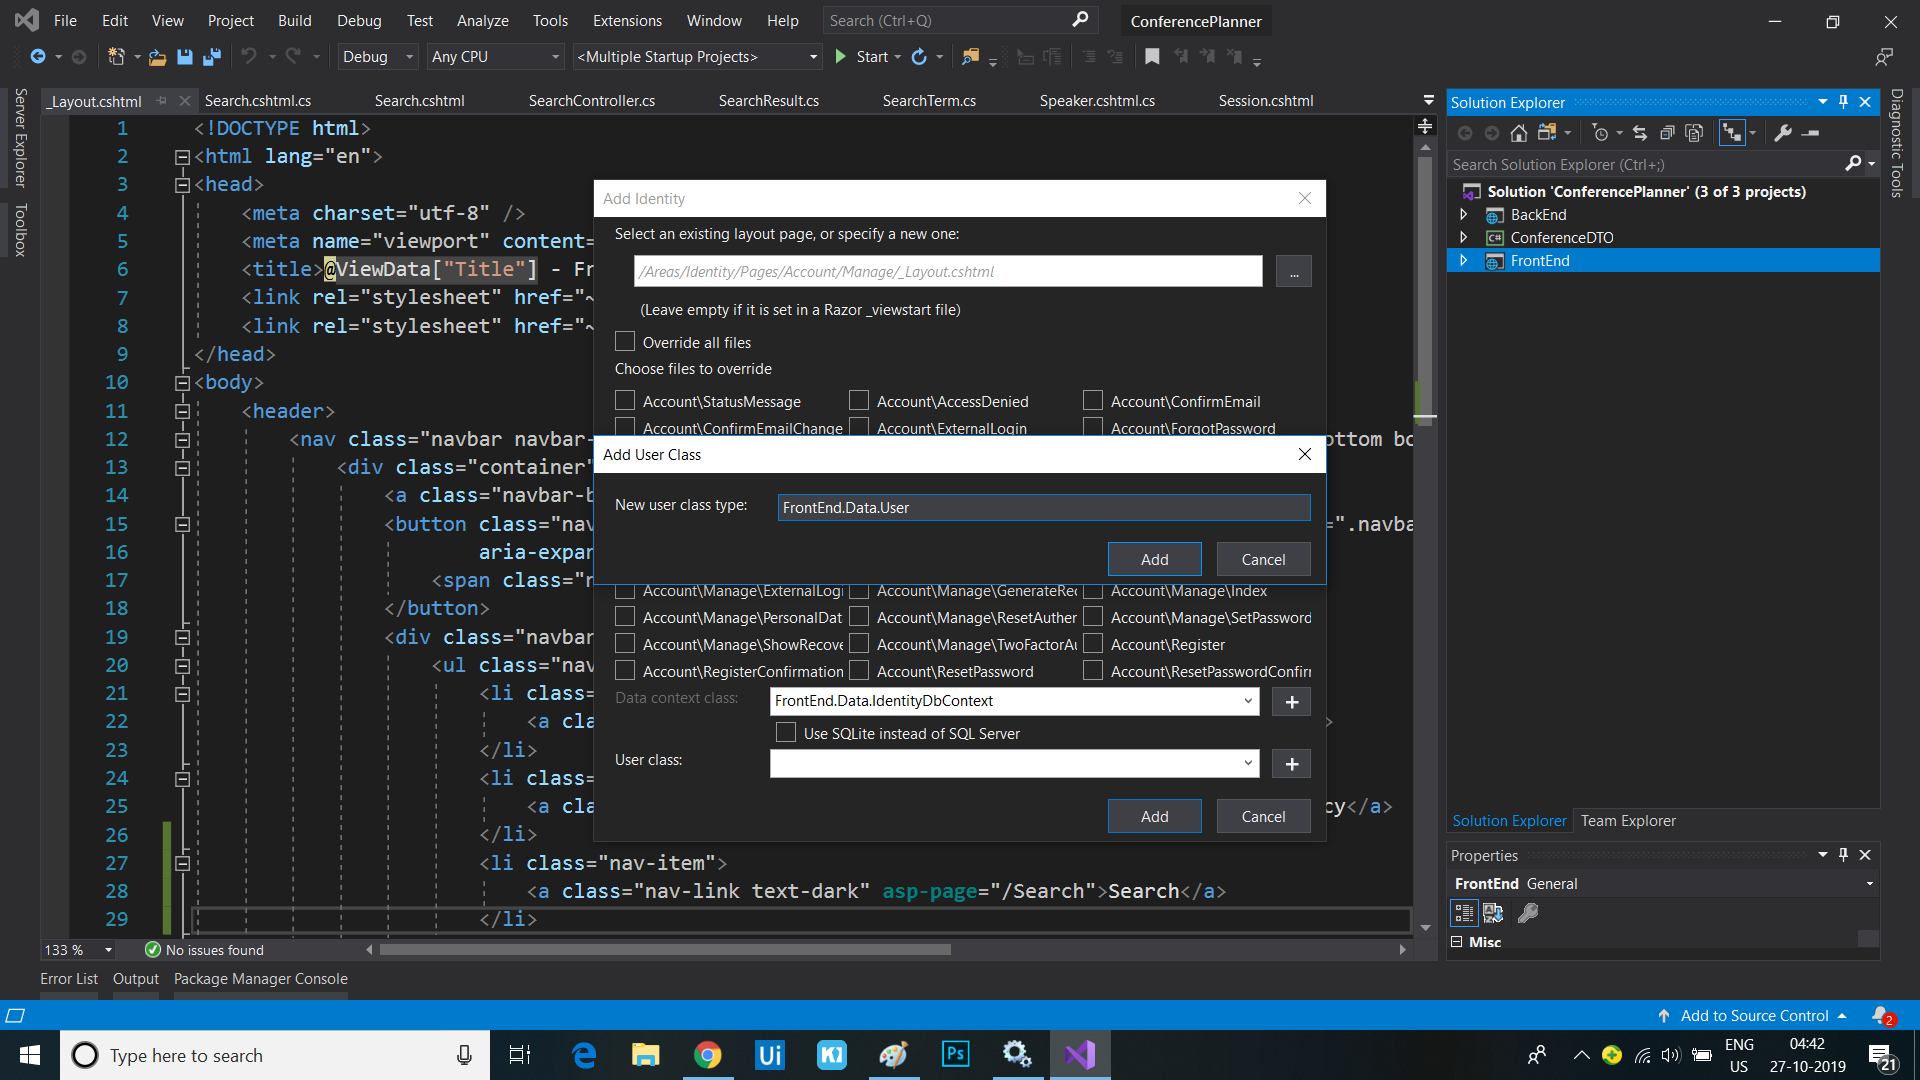 File Edit View Project Build Debug Test Analyze Tools Extensions Window Help Search (Ctrl+Q) ConferencePlanner
Debug Any CPU <Multiple Startup Projects> Start
Server Explorer
Toolbox
_Layout.cshtml Search.cshtml.cs Search.cshtml SearchController.cs SearchResult.cs SearchTerm.cs Speaker.cshtml.cs Session.cshtml
1 <!DOCTYPE html>
2 <html lang="en">
3 <head>
4 <meta charset="utf-8" />
5 <meta name="viewport" content=
6 <title>@ViewData["Title"] - Fr
7 <link rel="stylesheet" href="~
8 <link rel="stylesheet" href="~
9 </head>
10 <body>
11 <header>
12 <nav class="navbar navbar- ottom bo
13 <div class="container"
14 <a class="navbar-b
15 <button class="nav =".navba
16 aria-expan
17 <span class="n
18 </button>
19 <div class="navbar
20 <ul class="nav
21 <li class=
22 <a cla >
23 </li>
24 <li class=
25 <a cla cy</a>
26 </li>
27 <li class="nav-item">
28 <a class="nav-link text-dark" asp-page="/Search">Search</a>
29 </li>
133 % No issues found
Error List Output Package Manager Console
Add Identity
Select an existing layout page, or specify a new one:
/Areas/Identity/Pages/Account/Manage/_Layout.cshtml ...
(Leave empty if it is set in a Razor _viewstart file)
Override all files
Choose files to override
Account\StatusMessage Account\AccessDenied Account\ConfirmEmail
Account\ConfirmEmailChange Account\ExternalLogin Account\ForgotPassword
Add User Class
New user class type: FrontEnd.Data.User
Add Cancel
Account\Manage\ExternalLogi Account\Manage\GenerateRec Account\Manage\Index
Account\Manage\PersonalDat Account\Manage\ResetAuther Account\Manage\SetPassword
Account\Manage\ShowRecove Account\Manage\TwoFactorAu Account\Register
Account\RegisterConfirmation Account\ResetPassword Account\ResetPasswordConfirr
Data context class: FrontEnd.Data.IdentityDbContext +
Use SQLite instead of SQL Server
User class: +
Add Cancel
Solution Explorer
Search Solution Explorer (Ctrl+;)
Solution 'ConferencePlanner' (3 of 3 projects)
BackEnd
C# ConferenceDTO
FrontEnd
Solution Explorer Team Explorer
Properties
FrontEnd General
Misc
Diagnostic Tools
Add to Source Control 2
Type here to search
Ui
K
Ps
ENG
US
04:42
27-10-2019
21